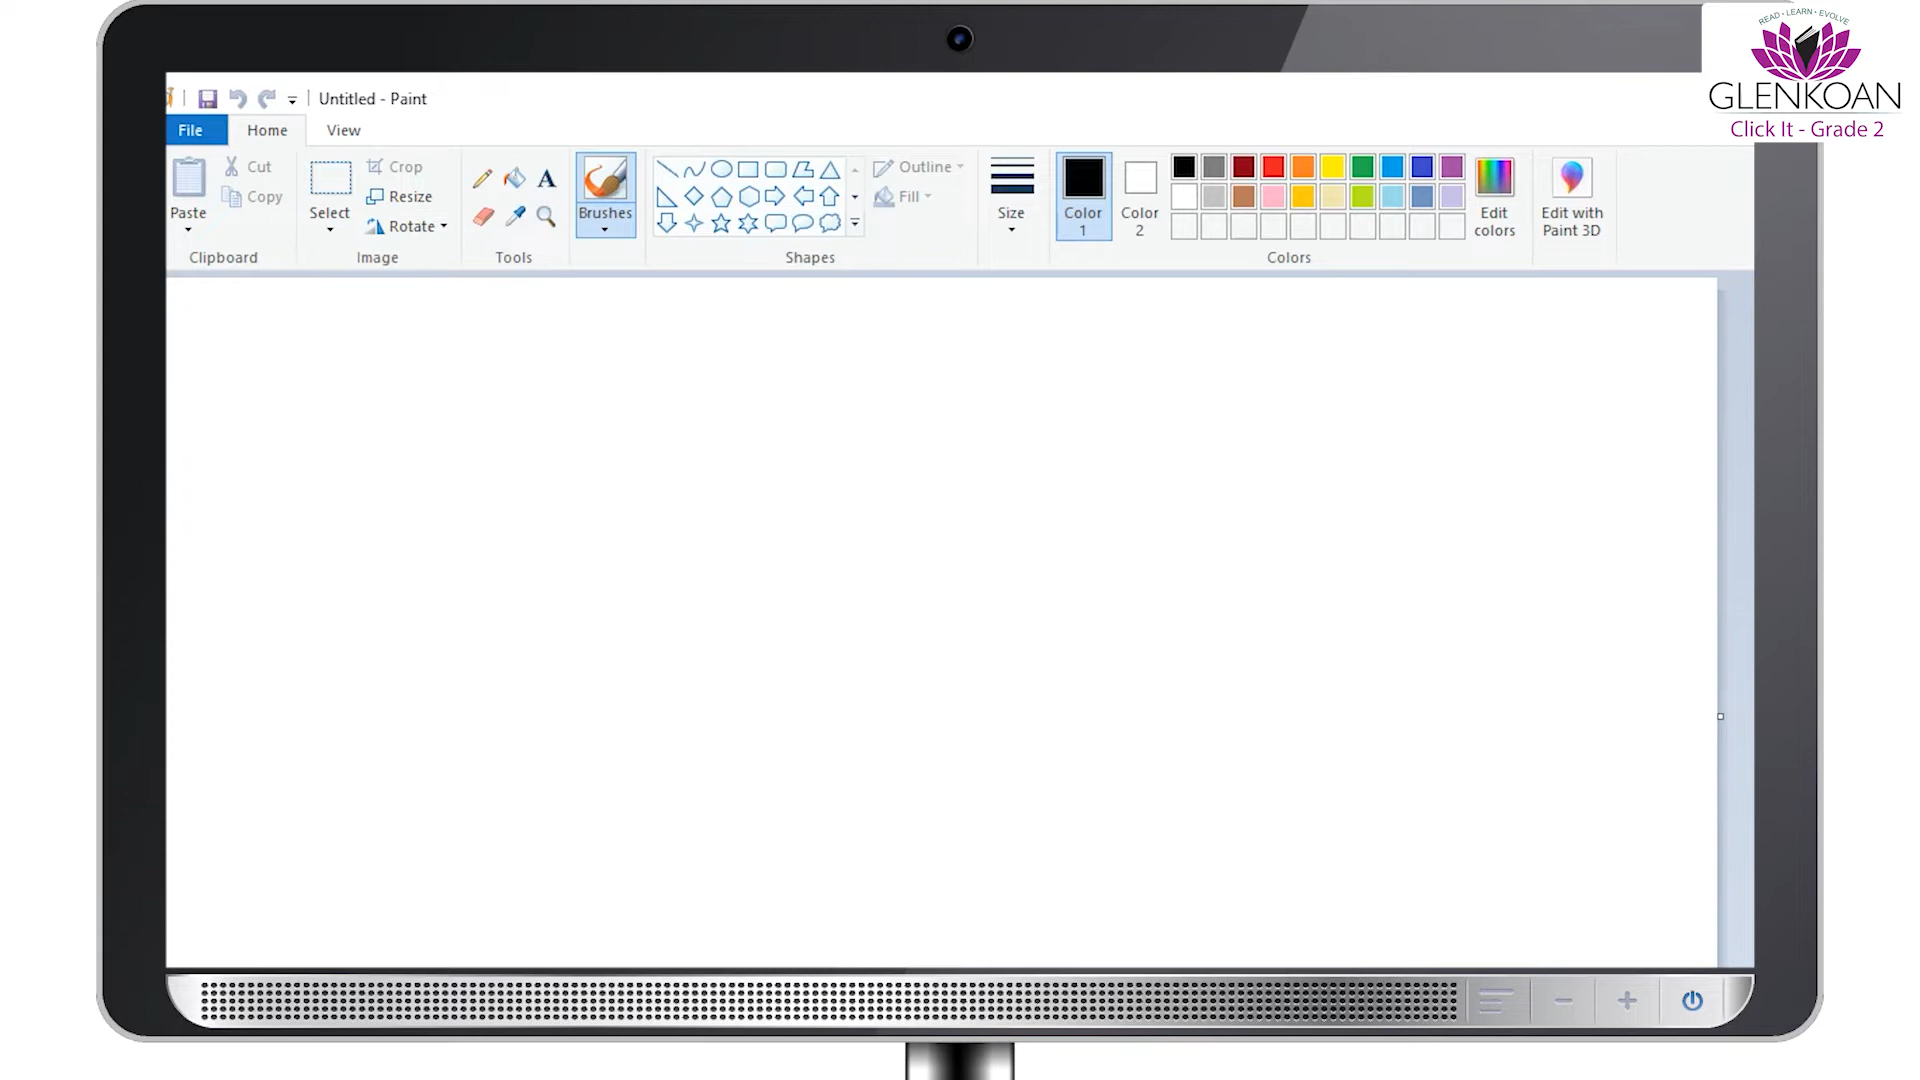 READ • LEARN • EVOLVE
GLENKOAN
Click It - Grade 2
Untitled - Paint
File Home View
Paste
Cut
Copy
Clipboard
Select
Crop
Resize
Rotate
Image
A
Tools
Brushes
Outline
Fill
Shapes
Size
Color
1
Color
2
Edit
colors
Colors
Edit with
Paint 3D